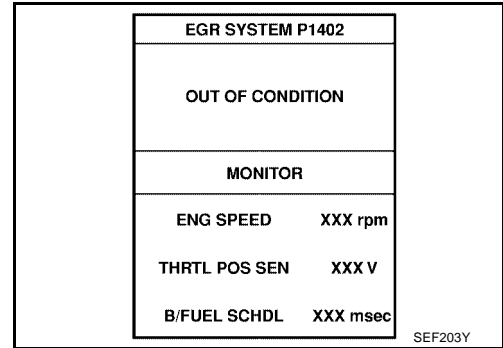 EGR SYSTEM P1402
OUT OF CONDITION
MONITOR
ENG SPEED XXX rpm
THRTL POS SEN XXX V
B/FUEL SCHDL XXX msec
SEF203Y